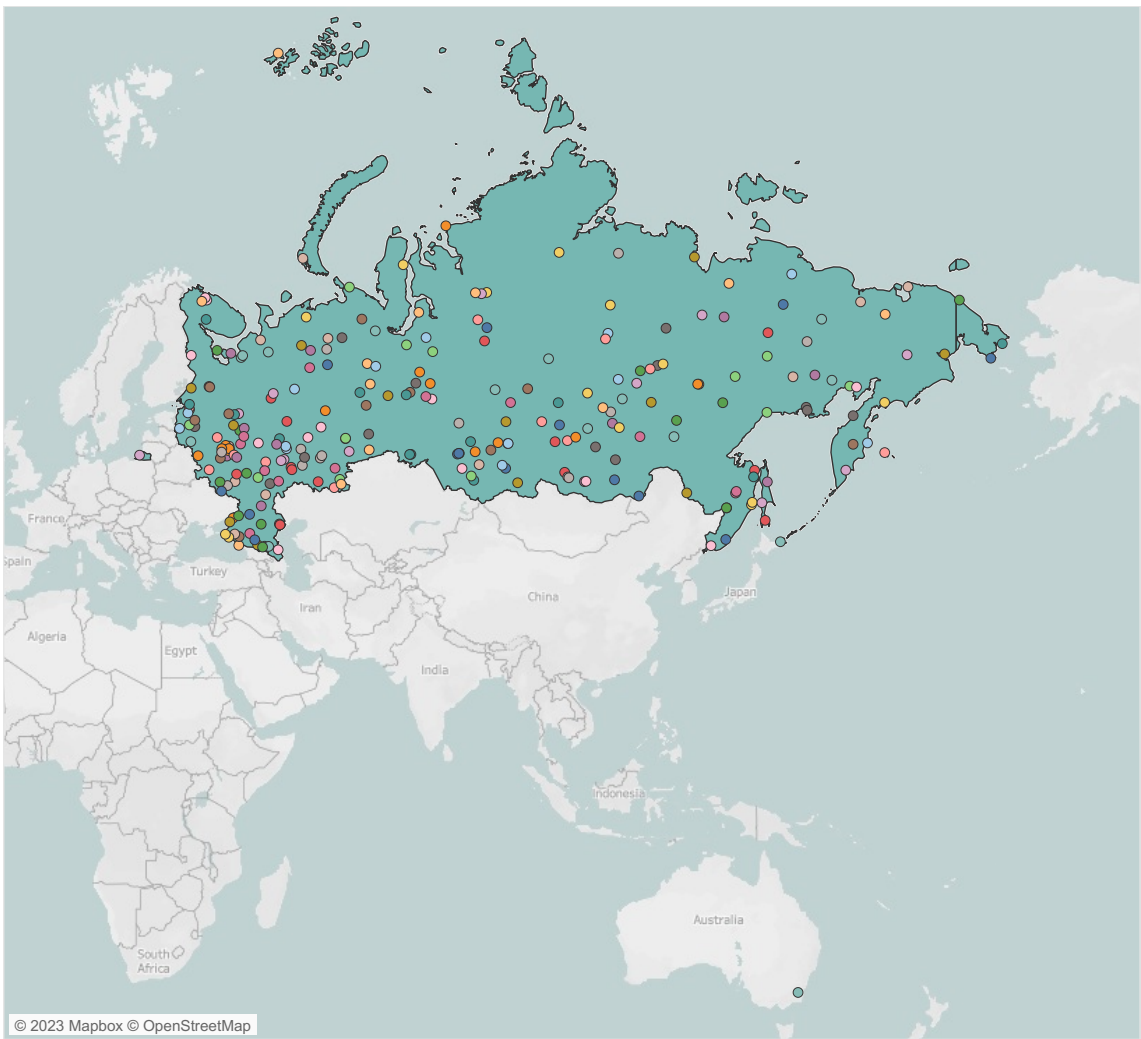 France
Spain
Turkey
Iran
China
Japan
Algeria
Egypt
India
Indonesia
Australia
South
Africa
© 2023 Mapbox © OpenStreetMap